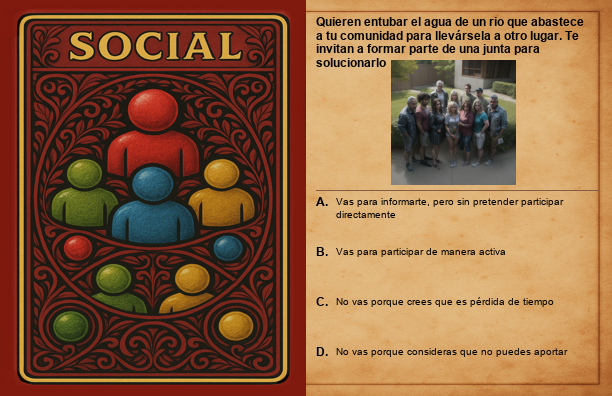 SOCIAL
Quieren entubar el agua de un rio que abastece
a tu comunidad para llevársela a otro lugar. Te
invitan a formar parte de una junta para
solucionarlo
A. Vas para informarte, pero sin pretender participar
directamente
B. Vas para participar de manera activa
C. No vas porque crees que es pérdida de tiempo
D. No vas porque consideras que no puedes aportar